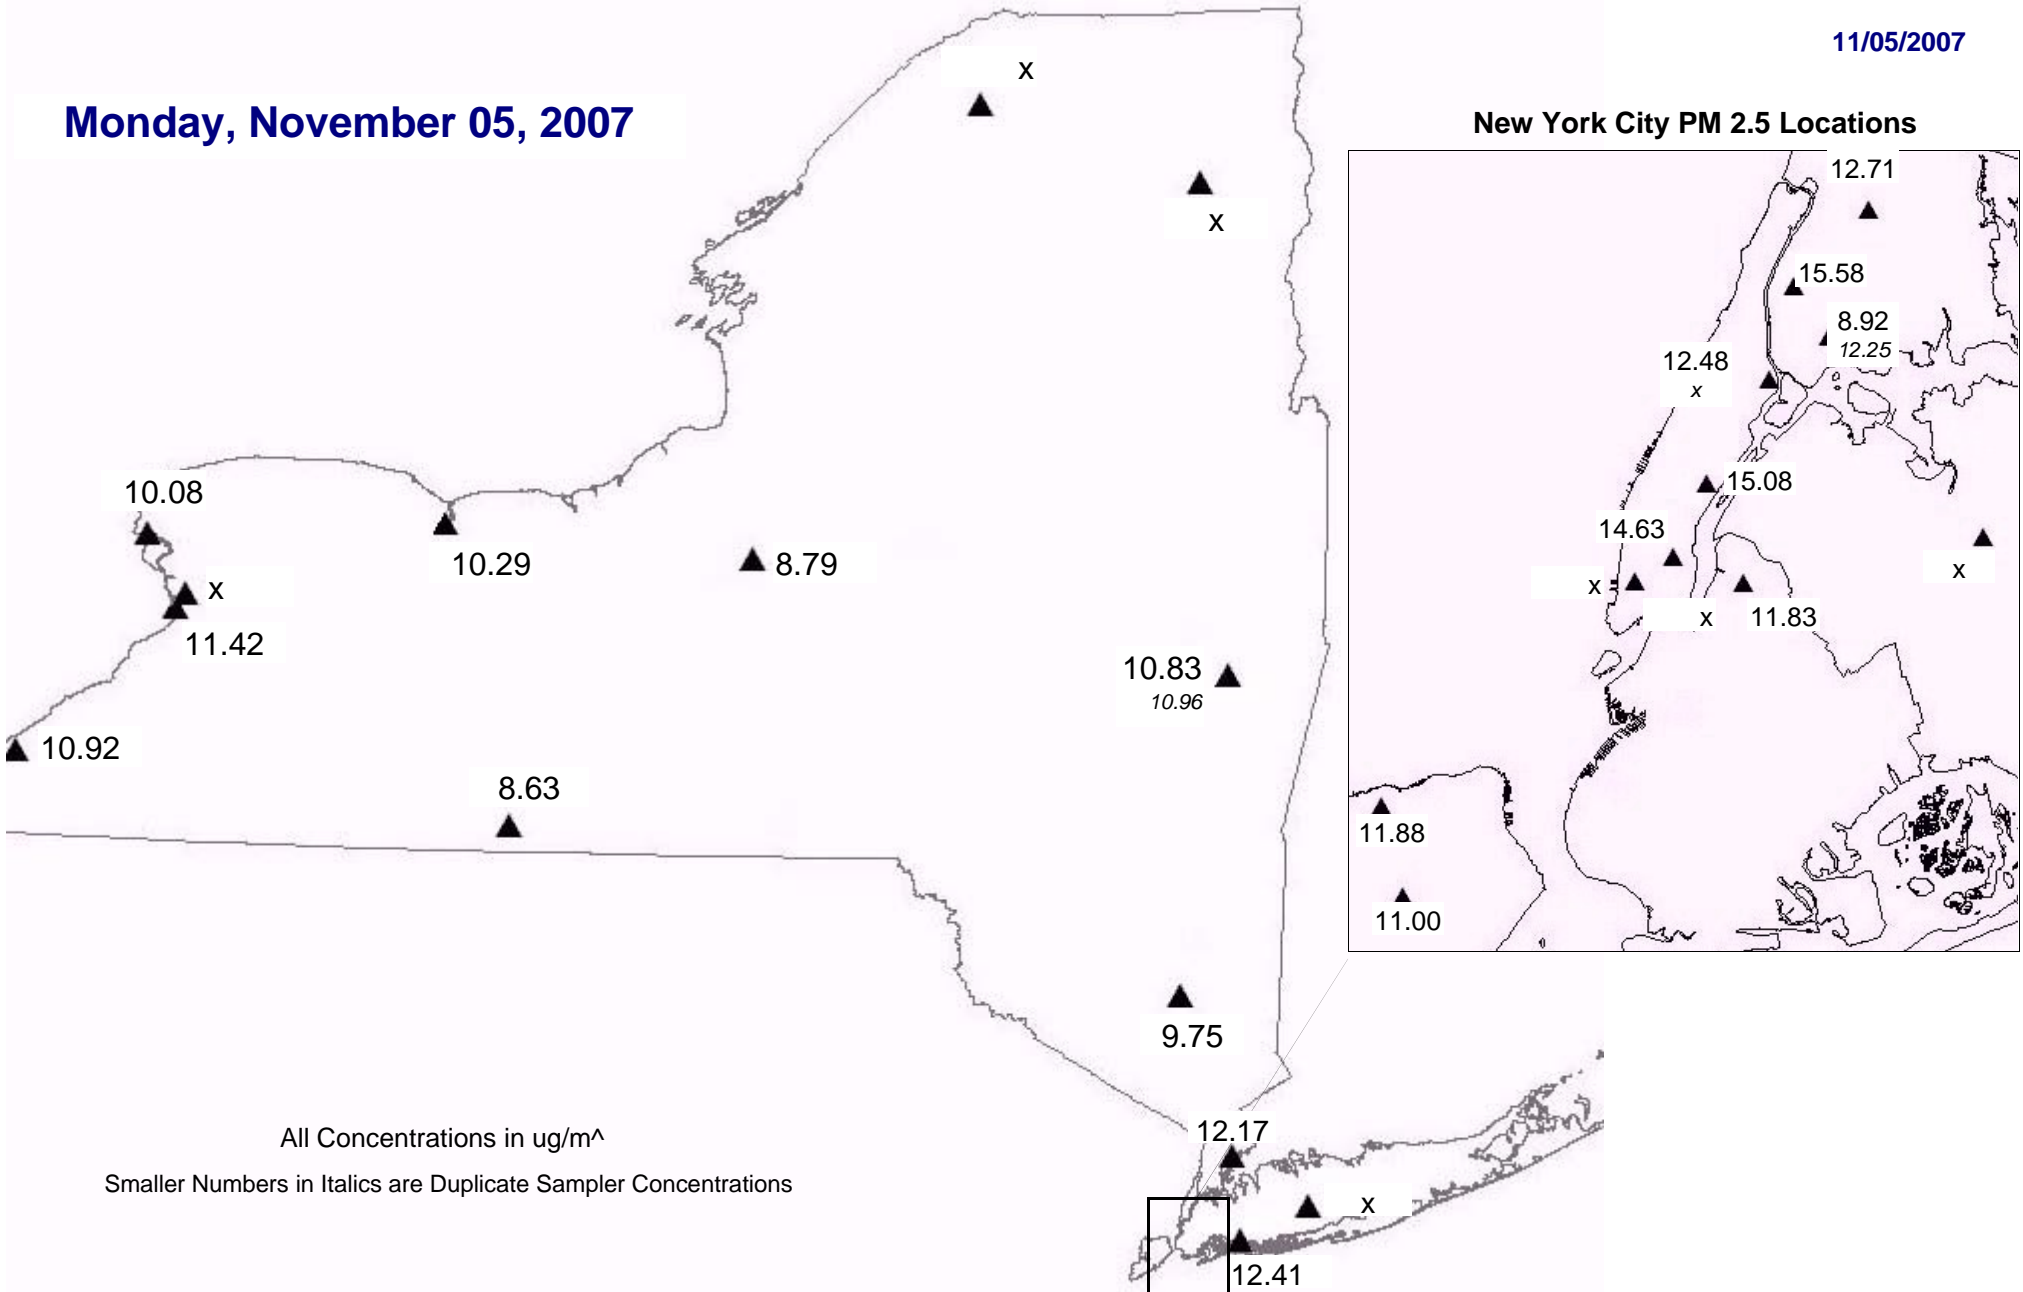 11/05/2007
Monday, November 05, 2007
x
x
10.08
x
11.42
10.29
8.79
10.83
10.96
10.92
8.63
9.75
12.17
x
12.41
All Concentrations in ug/m^
Smaller Numbers in Italics are Duplicate Sampler Concentrations
New York City PM 2.5 Locations
12.71
15.58
8.92
12.25
12.48
x
15.08
14.63
x
x
11.83
x
11.88
11.00